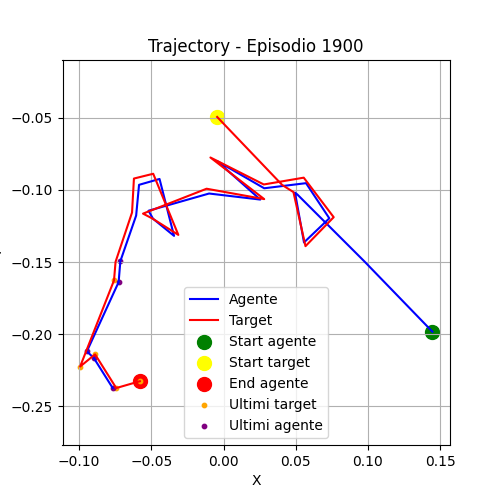 Trajectory - Episodio 1900
−0.05
−0.10
−0.15
−0.20
−0.25
Agente
Target
Start agente
Start target
End agente
Ultimi target
Ultimi agente
−0.10
−0.05
0.00
0.05
0.10
0.15
X